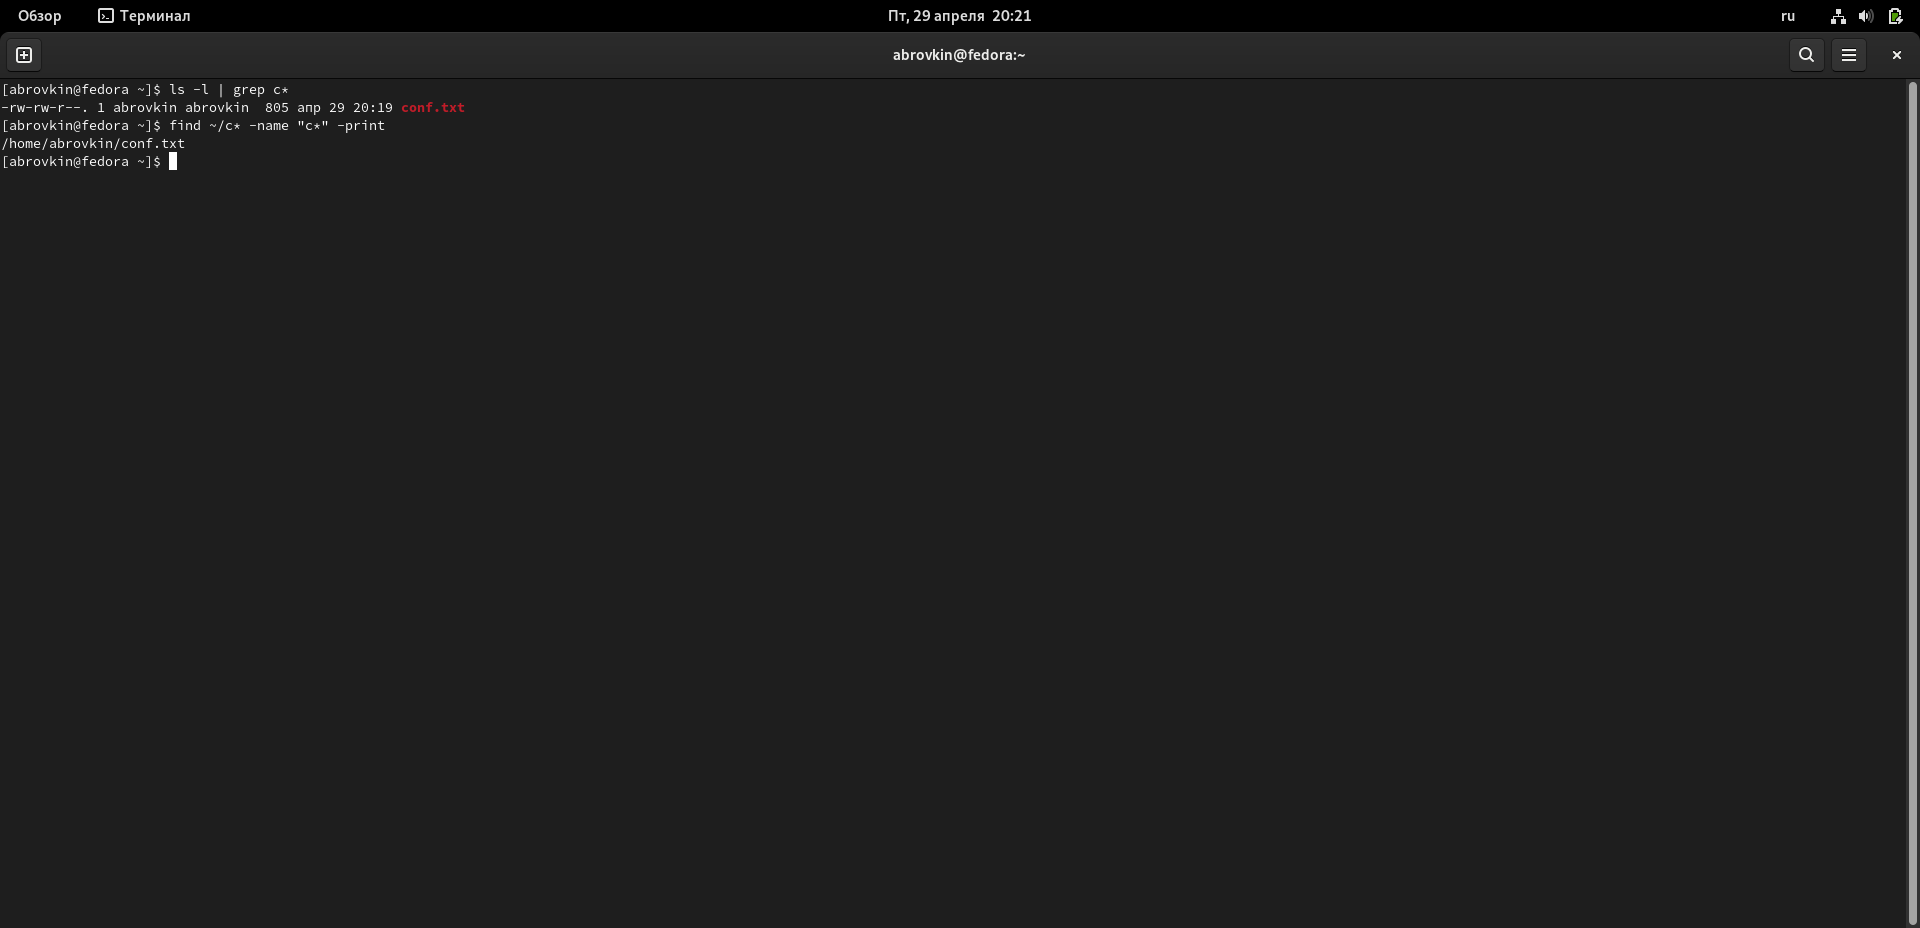 Обзор Терминал Пт, 29 апреля 20:21 ru
abrovkin@fedora:~
[abrovkin@fedora ~]$ ls -l | grep c*
-rw-rw-r--. 1 abrovkin abrovkin  805 апр 29 20:19 conf.txt
[abrovkin@fedora ~]$ find ~/c* -name "c*" -print
/home/abrovkin/conf.txt
[abrovkin@fedora ~]$